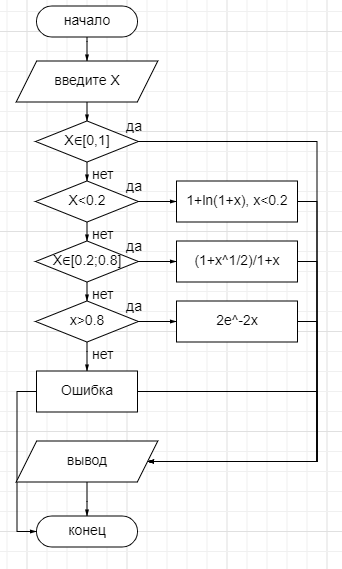 начало
введите X
X∈[0,1]
да
нет
X<0.2
да
1+ln(1+x), x<0.2
нет
X∈[0.2;0.8]
да
(1+x^1/2)/1+x
нет
x>0.8
да
2e^-2x
нет
Ошибка
вывод
конец